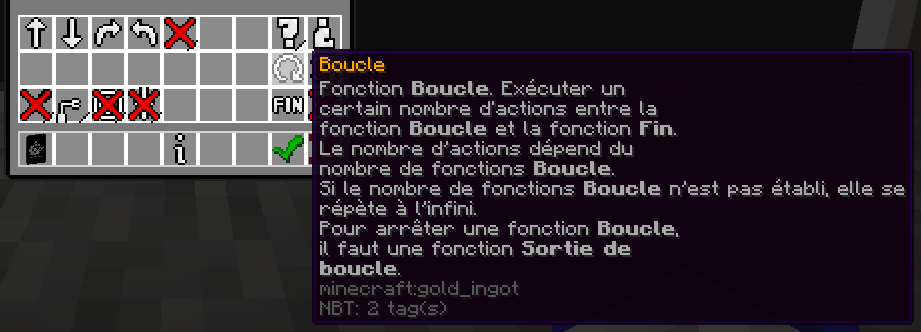 Boucle
Fonction Boucle. Exécuter un
certain nombre d'actions entre la
fonction Boucle et la fonction Fin.
Le nombre d'actions dépend du
nombre de fonctions Boucle.
Si le nombre de fonctions Boucle n'est pas établi, elle se
répète à l'infini.
Pour arrêter une fonction Boucle,
il faut une fonction Sortie de
boucle.
minecraft:gold_ingot
NBT: 2 tag(s)
FIN